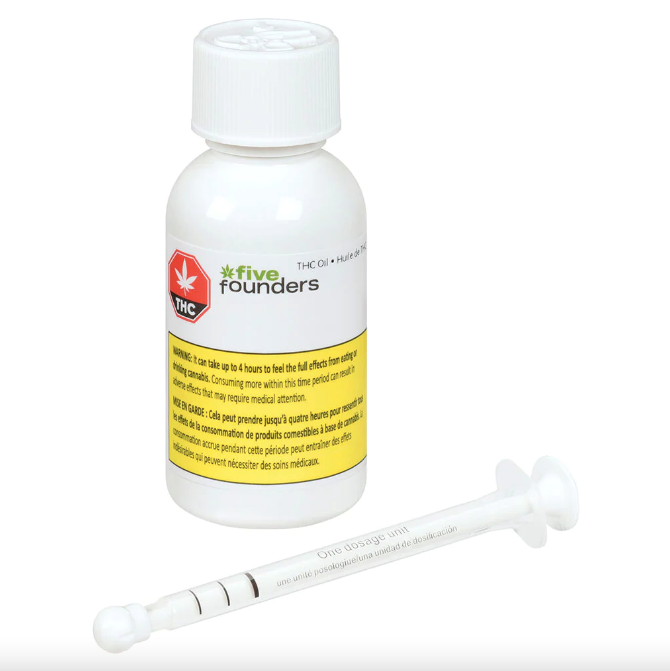 THC Oil • Huile de THC
five
founders
THC
WARNING: It can take up to 4 hours to feel the full effects from eating or
drinking cannabis. Consuming more within this time period can result in
adverse effects that may require medical attention.
MISE EN GARDE : Cela peut prendre jusqu'à quatre heures pour ressentir tous
les effets de la consommation de produits comestibles à base de cannabis. La
consommation accrue pendant cette période peut entraîner des effets
indésirables qui peuvent nécessiter des soins médicaux.
One dosage unit
une unité posologique/una unidad de dosificación